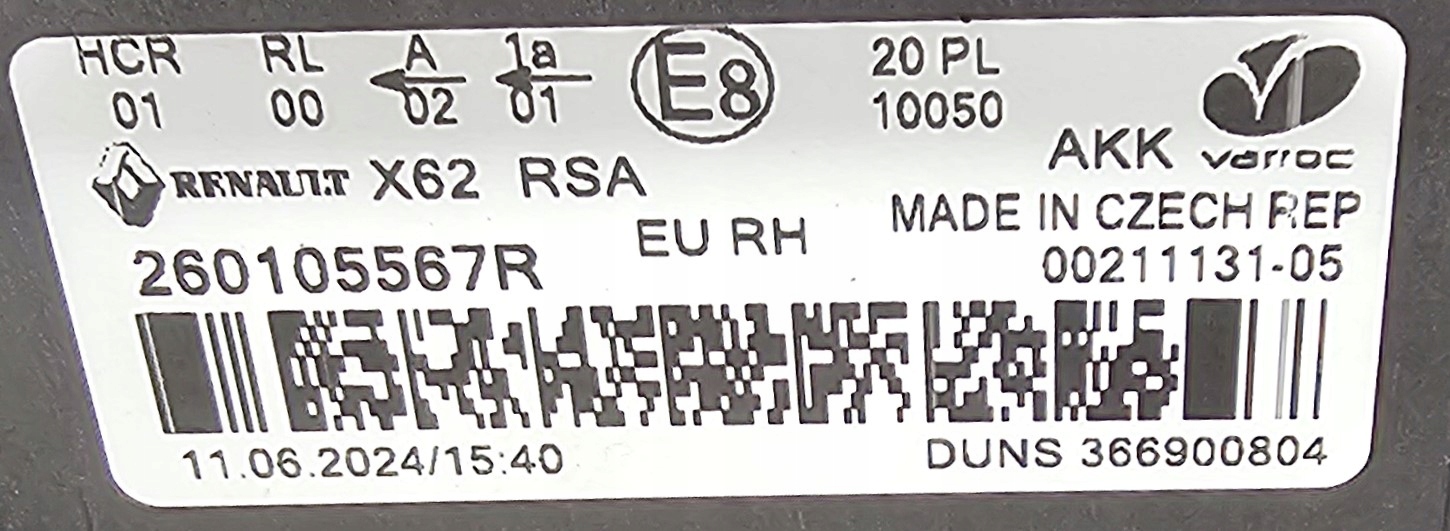 HCR RL A 1a E8 20 PL
01 00 02 01 10050
RENAULT X62 RSA AKK varroc
EU RH MADE IN CZECH REP
260105567R 00211131-05
11.06.2024/15:40 DUNS 366900804